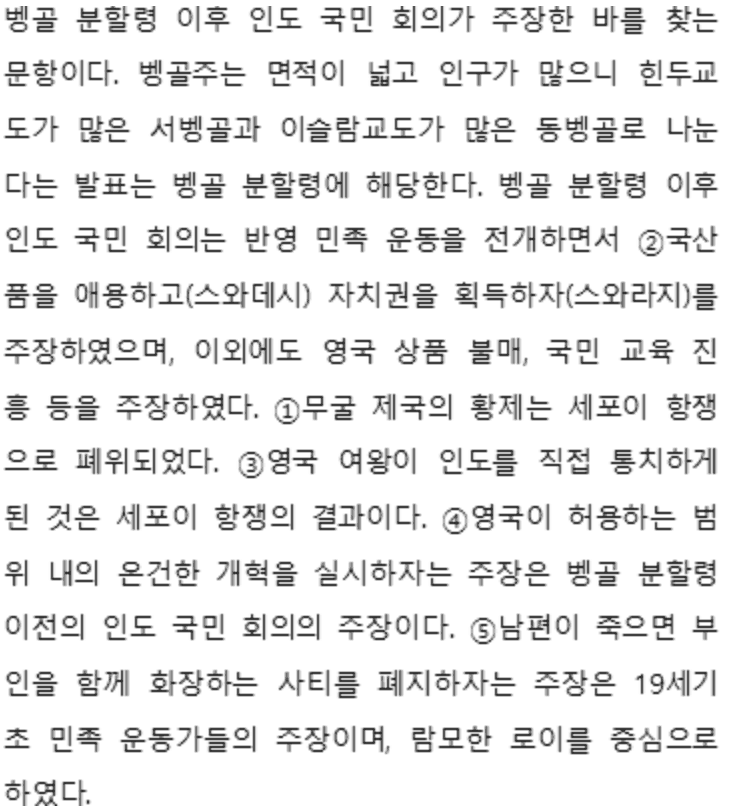 벵골 분할령 이후 인도 국민 회의가 주장한 바를 찾는
문항이다. 벵골주는 면적이 넓고 인구가 많으니 힌두교
도가 많은 서벵골과 이슬람교도가 많은 동벵골로 나눈
다는 발표는 벵골 분할령에 해당한다. 벵골 분할령 이후
인도 국민 회의는 반영 민족 운동을 전개하면서 ②국산
품을 애용하고(스와데시) 자치권을 획득하자(스와라지)를
주장하였으며, 이외에도 영국 상품 불매, 국민 교육 진
흥 등을 주장하였다. ①무굴 제국의 황제는 세포이 항쟁
으로 폐위되었다. ③영국 여왕이 인도를 직접 통치하게
된 것은 세포이 항쟁의 결과이다. ④영국이 허용하는 범
위 내의 온건한 개혁을 실시하자는 주장은 벵골 분할령
이전의 인도 국민 회의의 주장이다. ⑤남편이 죽으면 부
인을 함께 화장하는 사티를 폐지하자는 주장은 19세기
초 민족 운동가들의 주장이며, 람모한 로이를 중심으로
하였다.